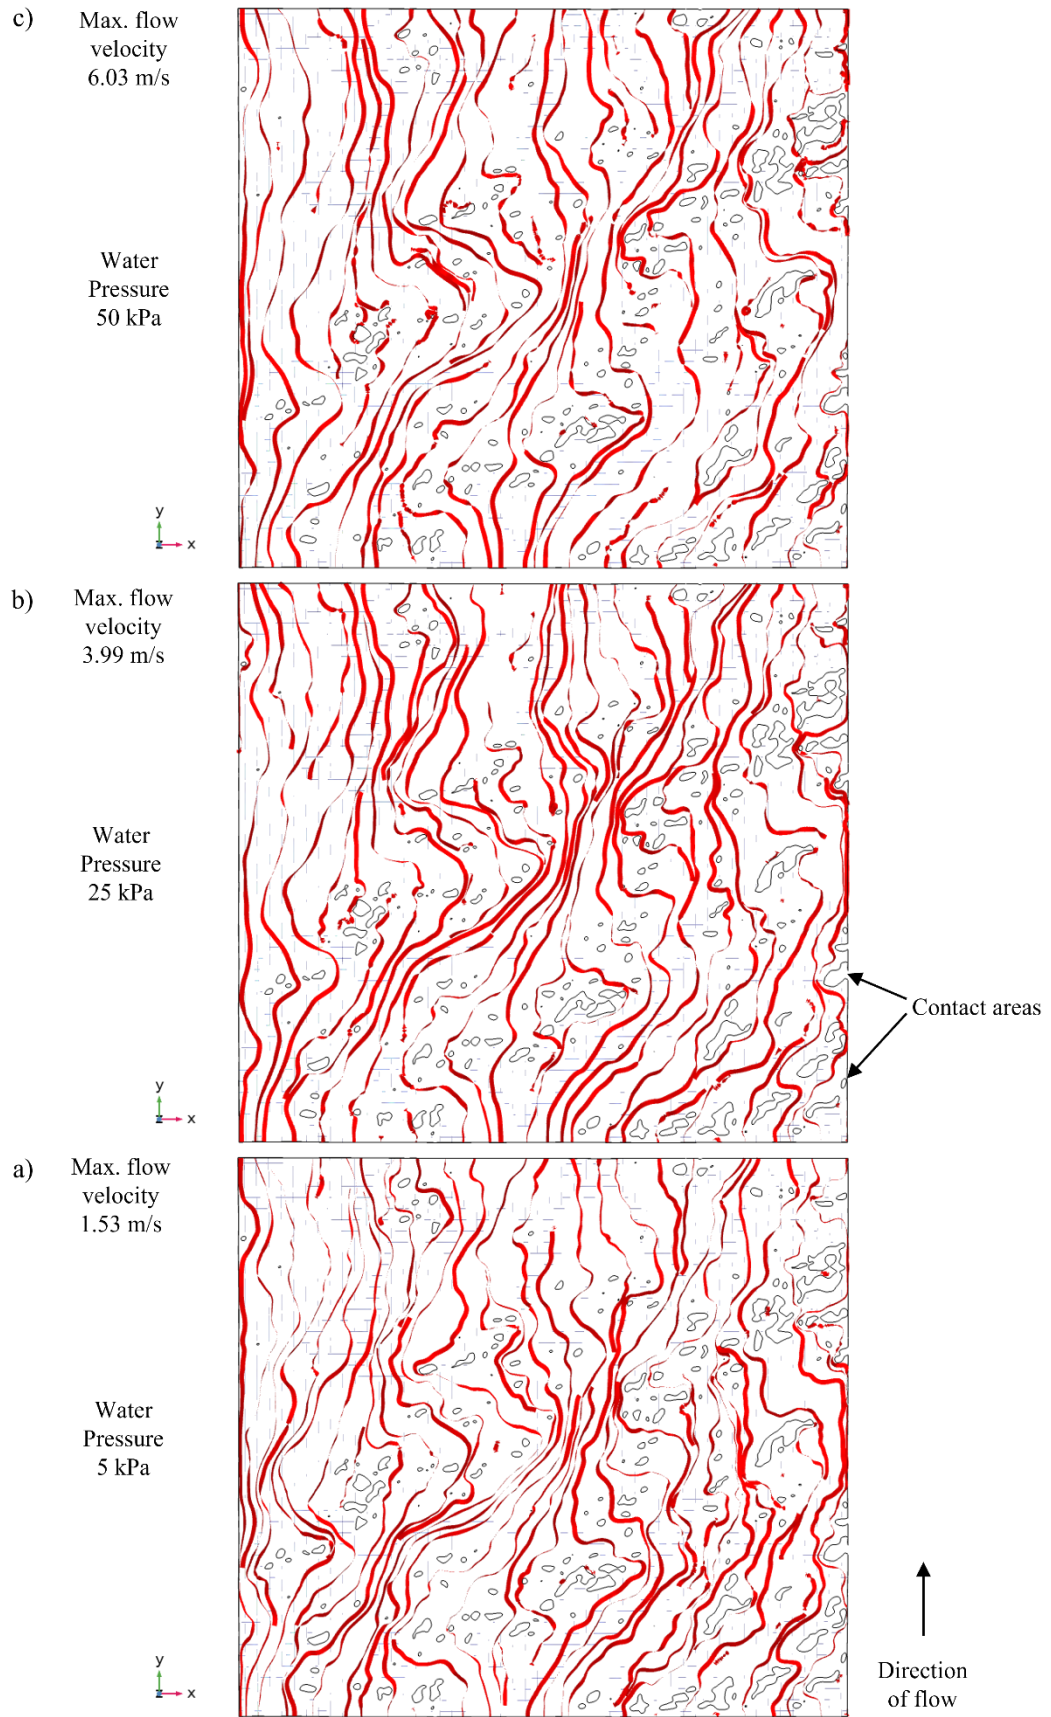 c)
Max. flow
velocity
6.03 m/s
Water
Pressure
50 kPa
y
z
x
b)
Max. flow
velocity
3.99 m/s
Water
Pressure
25 kPa
Contact areas
y
z
x
a)
Max. flow
velocity
1.53 m/s
Water
Pressure
5 kPa
y
z
x
Direction
of flow